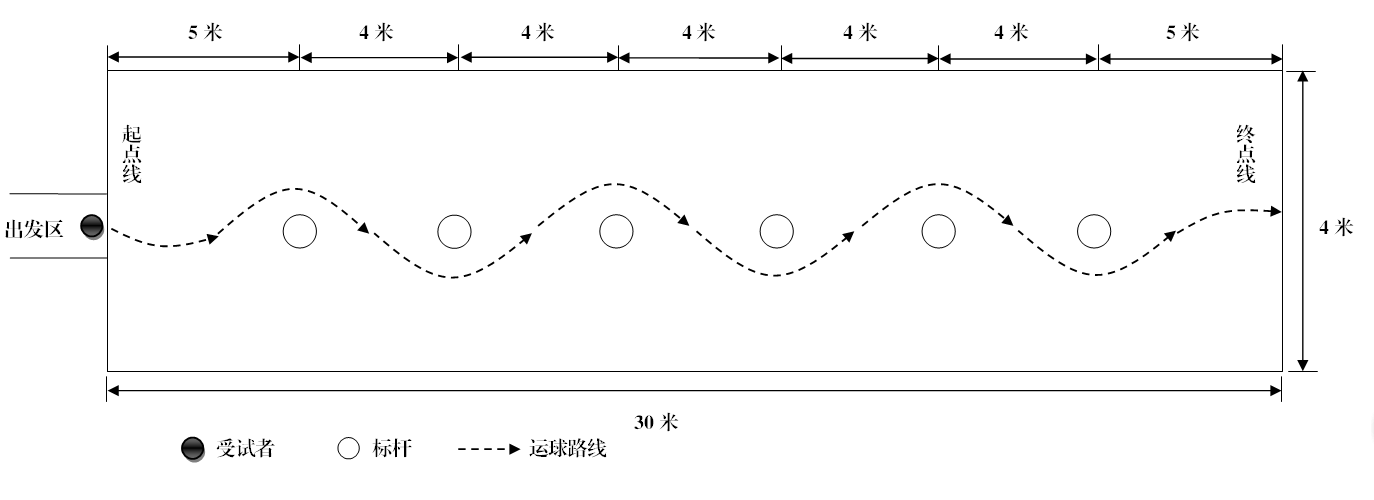 5 米 4 米 4 米 4 米 4 米 4 米 5 米
起点线
终点线
出发区
4 米
30 米
受试者 标杆 运球路线